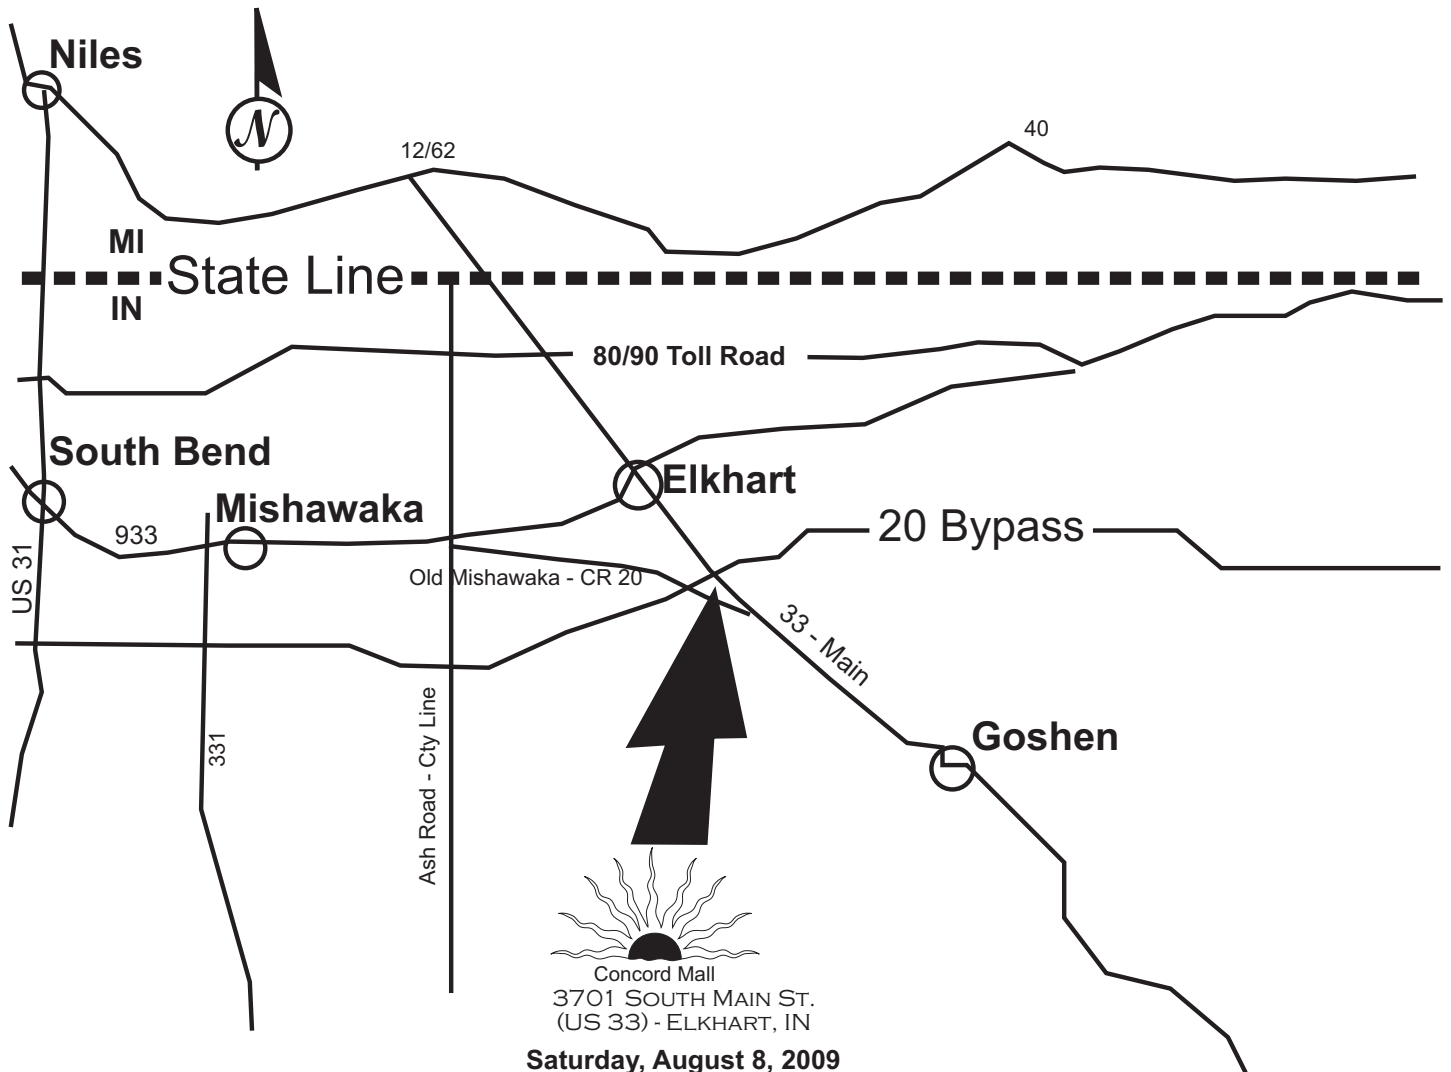 Niles
N
12/62
40
MI
State Line
IN
80/90 Toll Road
South Bend
Elkhart
Mishawaka
933
20 Bypass
US 31
Old Mishawaka - CR 20
33 - Main
Goshen
331
Ash Road - Cty Line
Concord Mall
3701 South Main St.
(US 33) - Elkhart, IN
Saturday, August 8, 2009